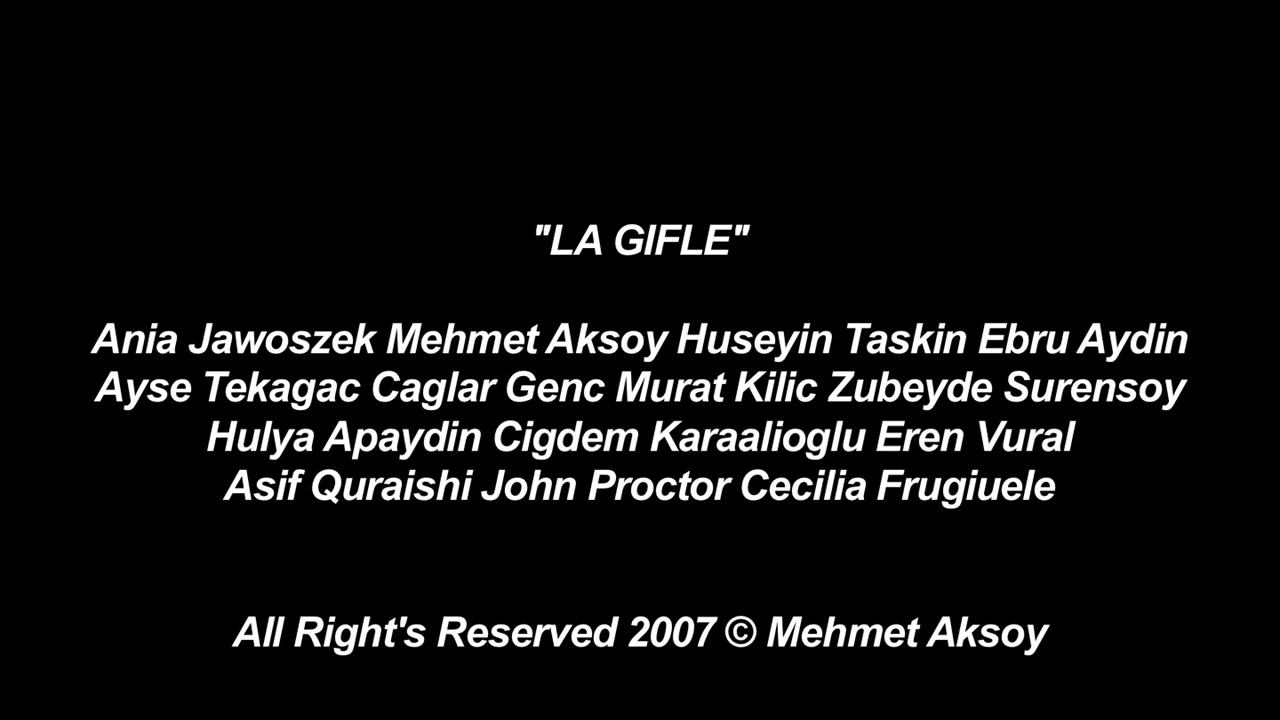 "LA GIFLE"
Ania Jawoszek Mehmet Aksoy Huseyin Taskin Ebru Aydin
Ayse Tekagac Caglar Genc Murat Kilic Zubeyde Surensoy
Hulya Apaydin Cigdem Karaalioglu Eren Vural
Asif Quraishi John Proctor Cecilia Frugiuele
All Right's Reserved 2007 © Mehmet Aksoy